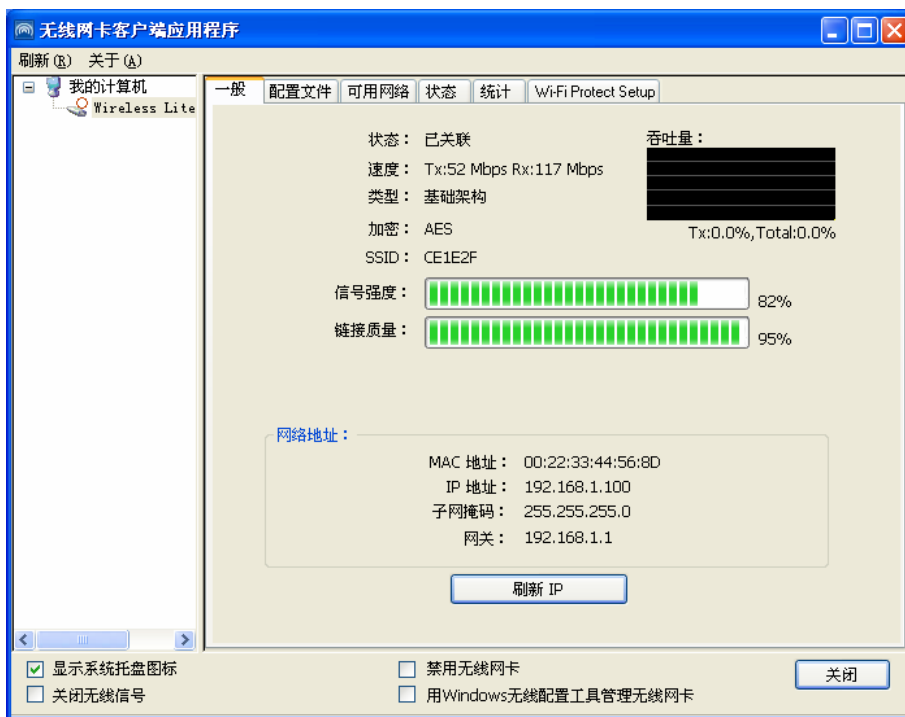 无线网卡客户端应用程序
刷新(R) 关于(A)
我的计算机
Wireless Lite
一般 配置文件 可用网络 状态 统计 Wi-Fi Protect Setup
状态： 已关联
吞吐量：
速度： Tx:52 Mbps Rx:117 Mbps
类型： 基础架构
加密： AES
Tx:0.0%,Total:0.0%
SSID： CE1E2F
信号强度： 82%
链接质量： 95%
网络地址：
MAC 地址： 00:22:33:44:56:8D
IP 地址： 192.168.1.100
子网掩码： 255.255.255.0
网关： 192.168.1.1
刷新 IP
显示系统托盘图标 禁用无线网卡 关闭
关闭无线信号 用Windows无线配置工具管理无线网卡